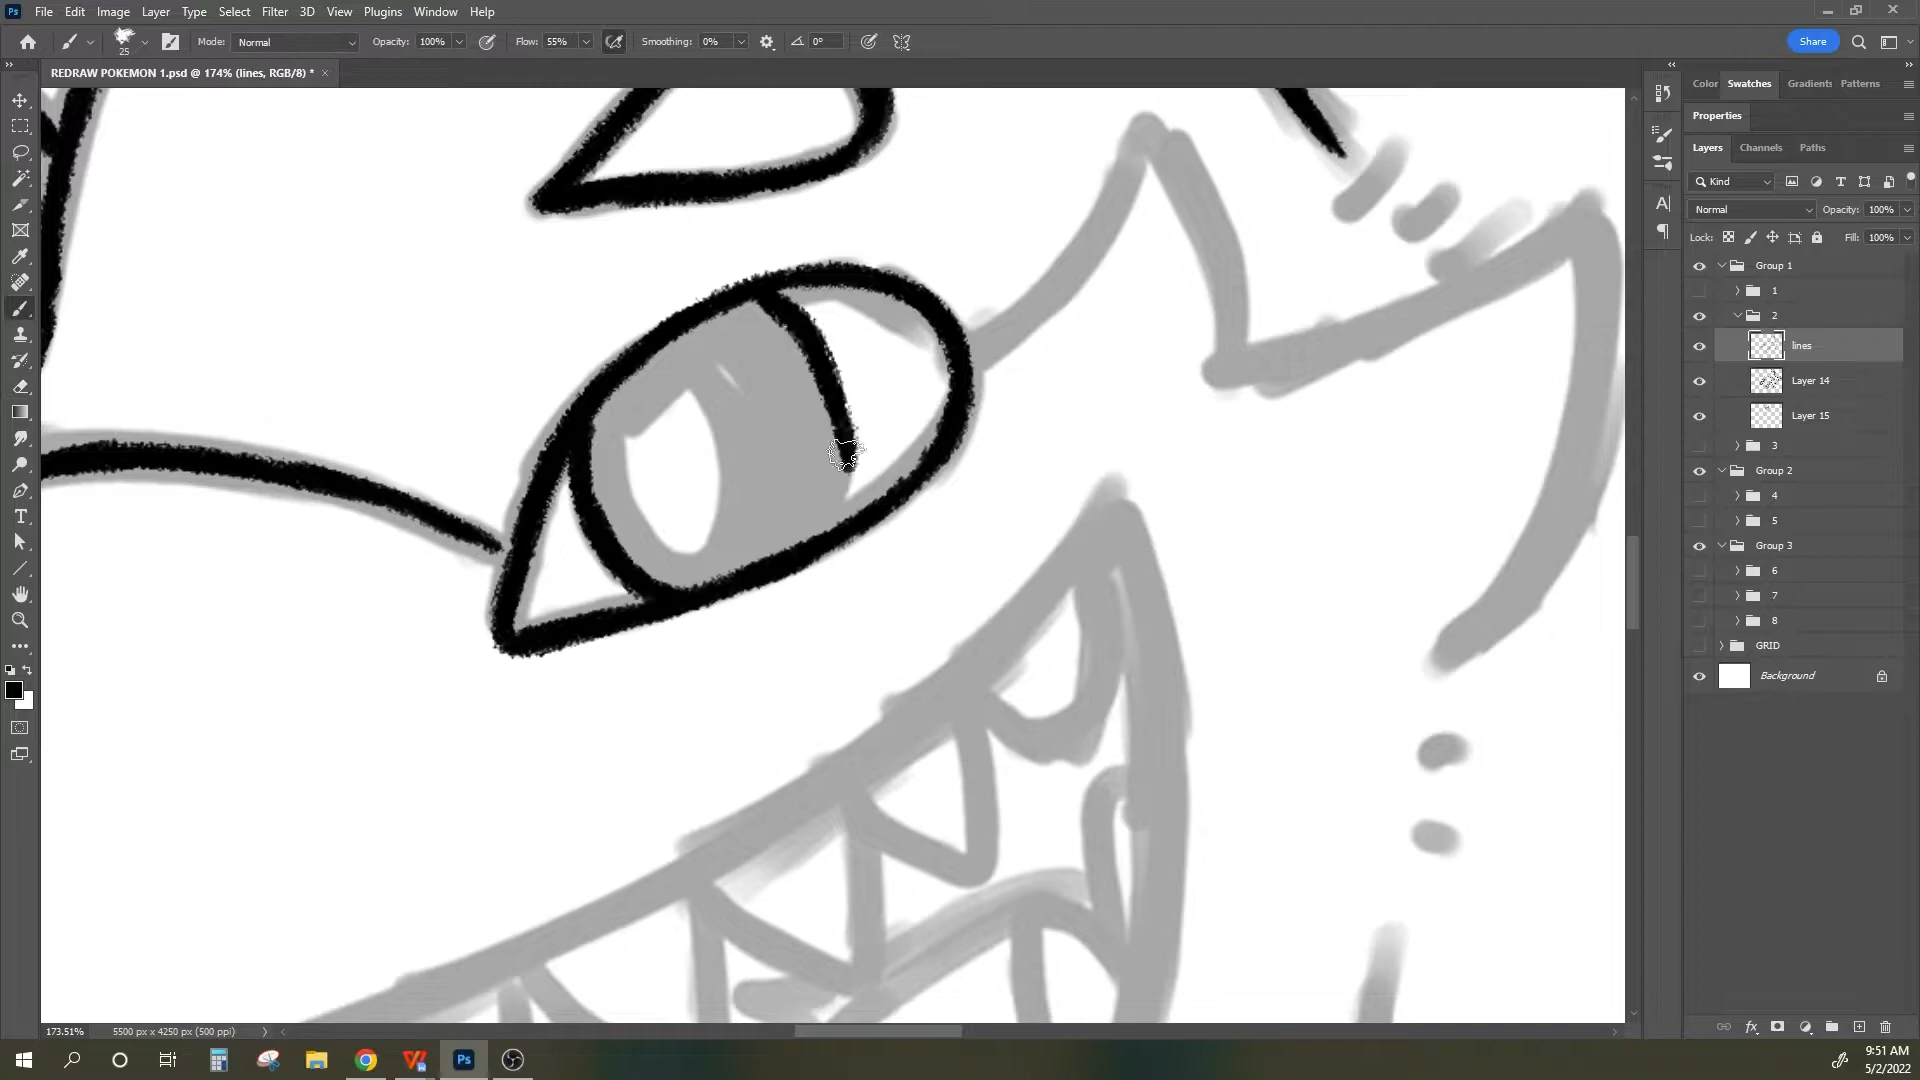 Ps File Edit Image Layer Type Select Filter 3D View Plugins Window Help
25 Mode: Normal Opacity: 100% Flow: 55% Smoothing: 0% 0° Share
REDRAW POKEMON 1.psd @ 174% (lines, RGB/8) * ×
Color Swatches Gradients Patterns
Properties
Layers Channels Paths
Kind
Normal Opacity: 100%
Lock: Fill: 100%
Group 1
1
2
lines
Layer 14
Layer 15
3
Group 2
4
5
Group 3
6
7
8
GRID
Background
173.51% 5500 px x 4250 px (500 ppi)
Ps
9:51 AM
5/2/2022